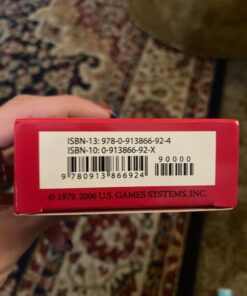 ISBN-13: 978-0-913866-92-4
ISBN-10: 0-913866-92-X
90000
9 780913 866924
© 1979, 2006 U.S. GAMES SYSTEMS, INC.